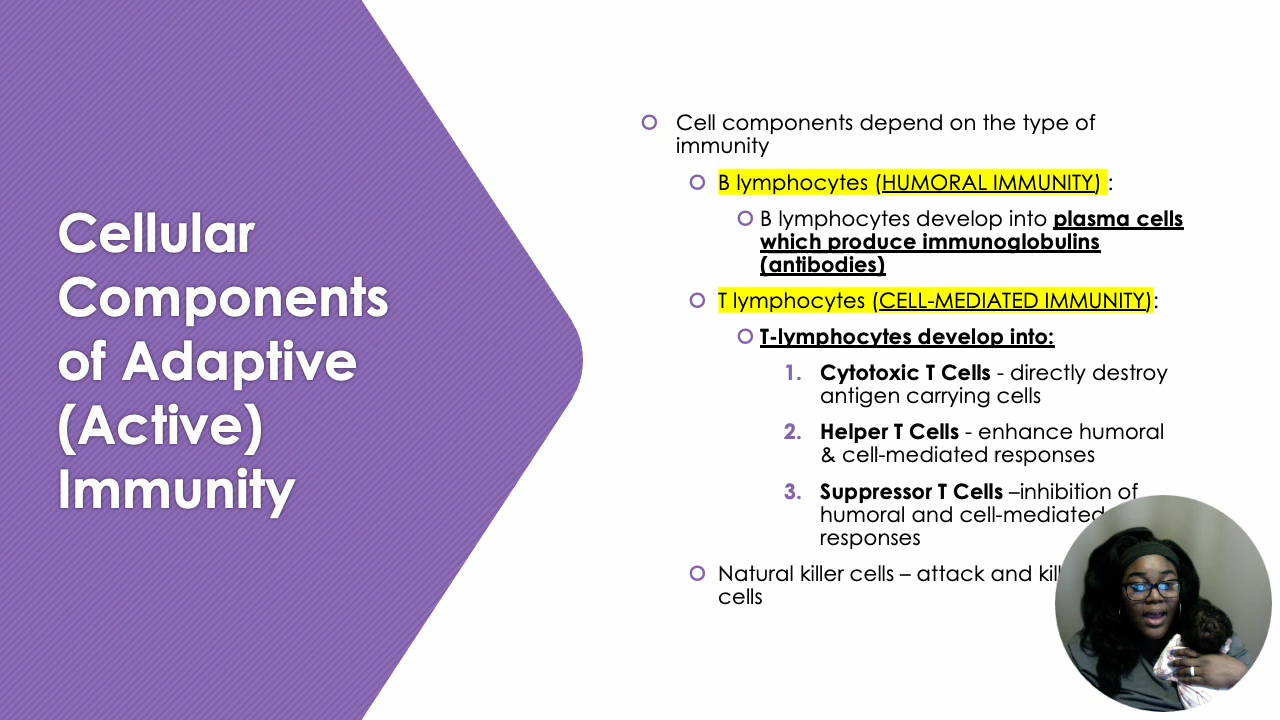 Cellular
Components
of Adaptive
(Active)
Immunity
Cell components depend on the type of
immunity
B lymphocytes (HUMORAL IMMUNITY) :
B lymphocytes develop into plasma cells
which produce immunoglobulins
(antibodies)
T lymphocytes (CELL-MEDIATED IMMUNITY):
T-lymphocytes develop into:
1. Cytotoxic T Cells - directly destroy
antigen carrying cells
2. Helper T Cells - enhance humoral
& cell-mediated responses
3. Suppressor T Cells –inhibition of
humoral and cell-mediated
responses
Natural killer cells – attack and kill
cells